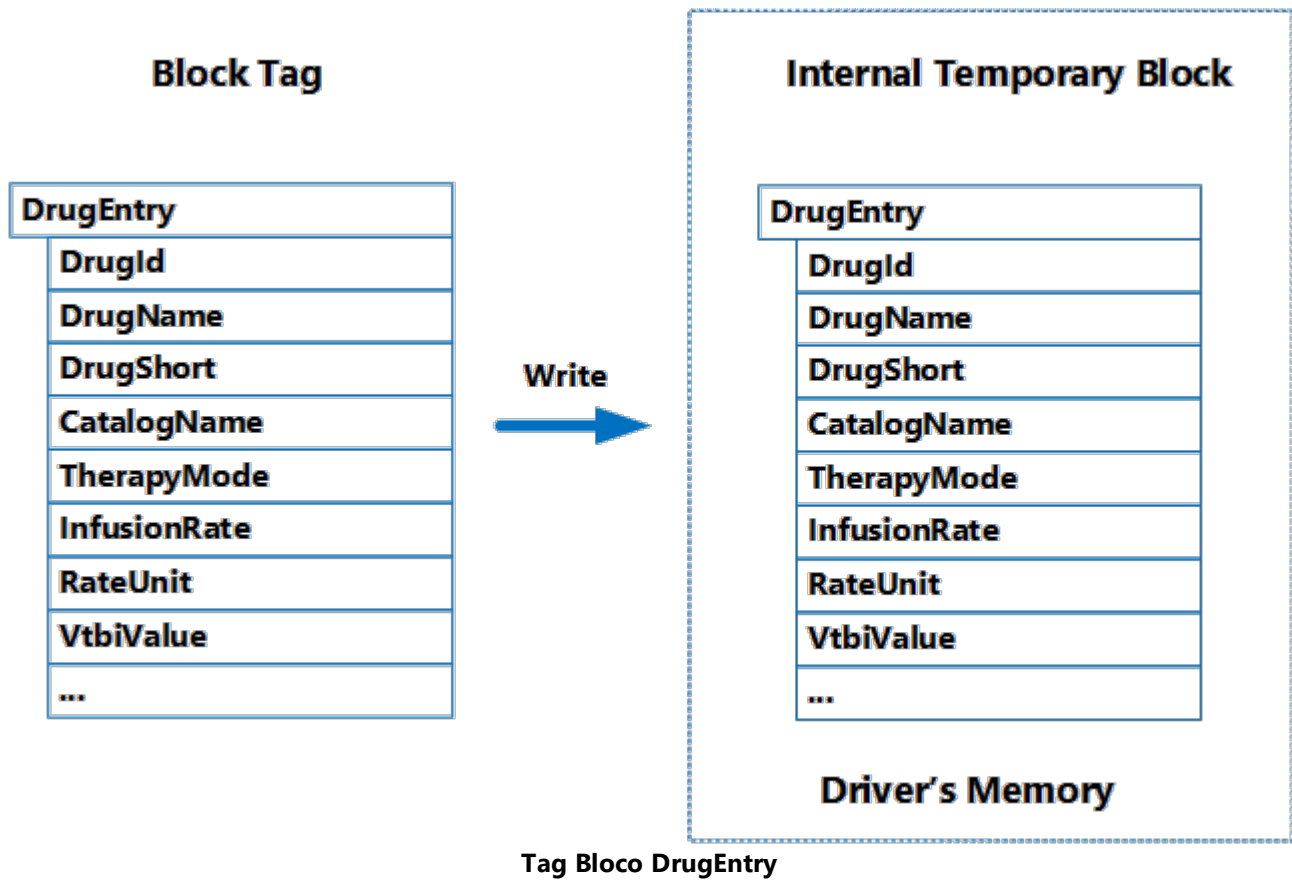 Block Tag
DrugEntry
DrugId
DrugName
DrugShort
CatalogName
TherapyMode
InfusionRate
RateUnit
VtbiValue
...
Write
Internal Temporary Block
DrugEntry
DrugId
DrugName
DrugShort
CatalogName
TherapyMode
InfusionRate
RateUnit
VtbiValue
...
Driver’s Memory
Tag Bloco DrugEntry